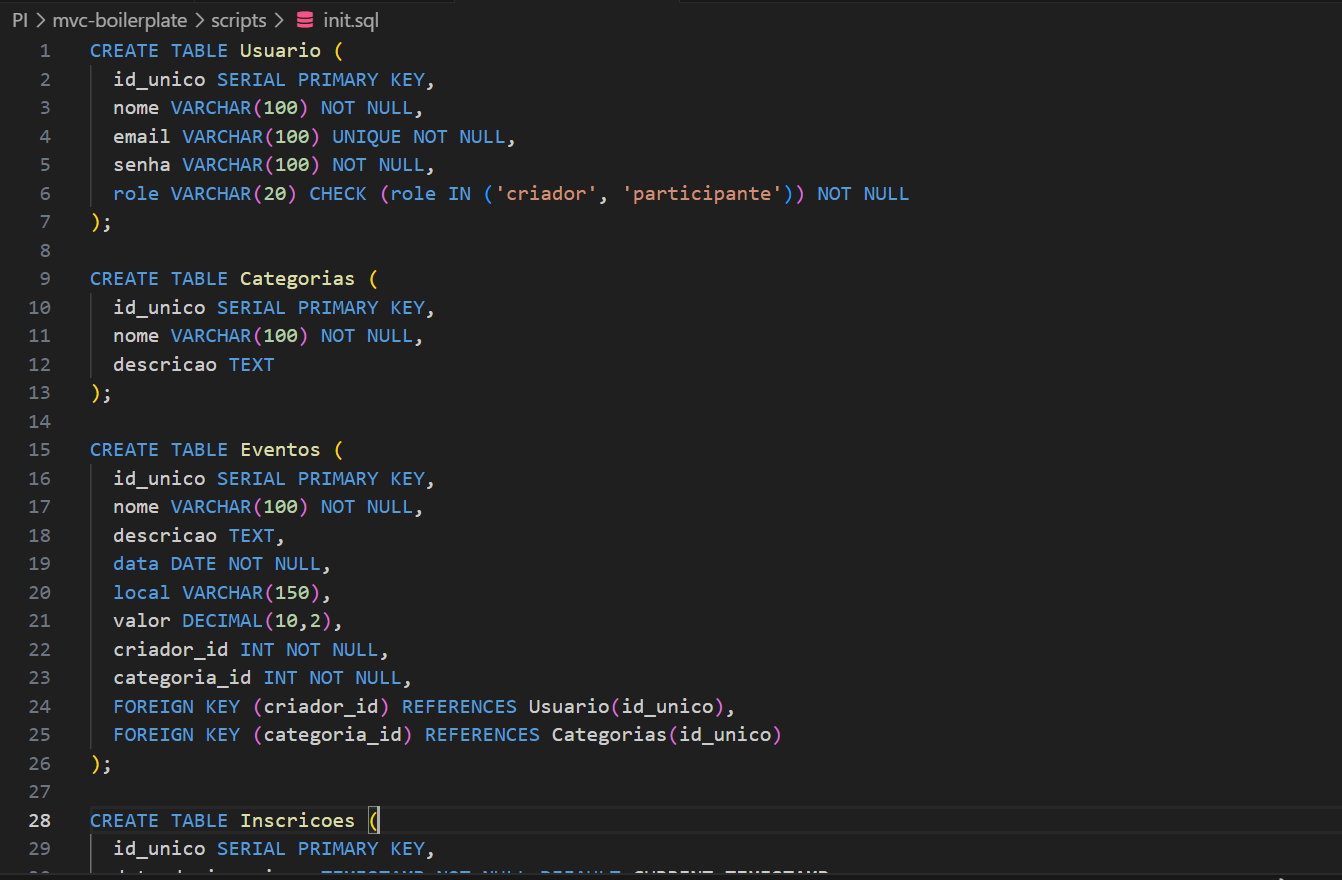 PI > mvc-boilerplate > scripts > init.sql
1 CREATE TABLE Usuario (
2 id_unico SERIAL PRIMARY KEY,
3 nome VARCHAR(100) NOT NULL,
4 email VARCHAR(100) UNIQUE NOT NULL,
5 senha VARCHAR(100) NOT NULL,
6 role VARCHAR(20) CHECK (role IN ('criador', 'participante')) NOT NULL
7 );
8
9 CREATE TABLE Categorias (
10 id_unico SERIAL PRIMARY KEY,
11 nome VARCHAR(100) NOT NULL,
12 descricao TEXT
13 );
14
15 CREATE TABLE Eventos (
16 id_unico SERIAL PRIMARY KEY,
17 nome VARCHAR(100) NOT NULL,
18 descricao TEXT,
19 data DATE NOT NULL,
20 local VARCHAR(150),
21 valor DECIMAL(10,2),
22 criador_id INT NOT NULL,
23 categoria_id INT NOT NULL,
24 FOREIGN KEY (criador_id) REFERENCES Usuario(id_unico),
25 FOREIGN KEY (categoria_id) REFERENCES Categorias(id_unico)
26 );
27
28 CREATE TABLE Inscricoes (
29 id_unico SERIAL PRIMARY KEY,
TIMESTAMP NOT NULL DEFAULT CURRENT_TIMESTAMP